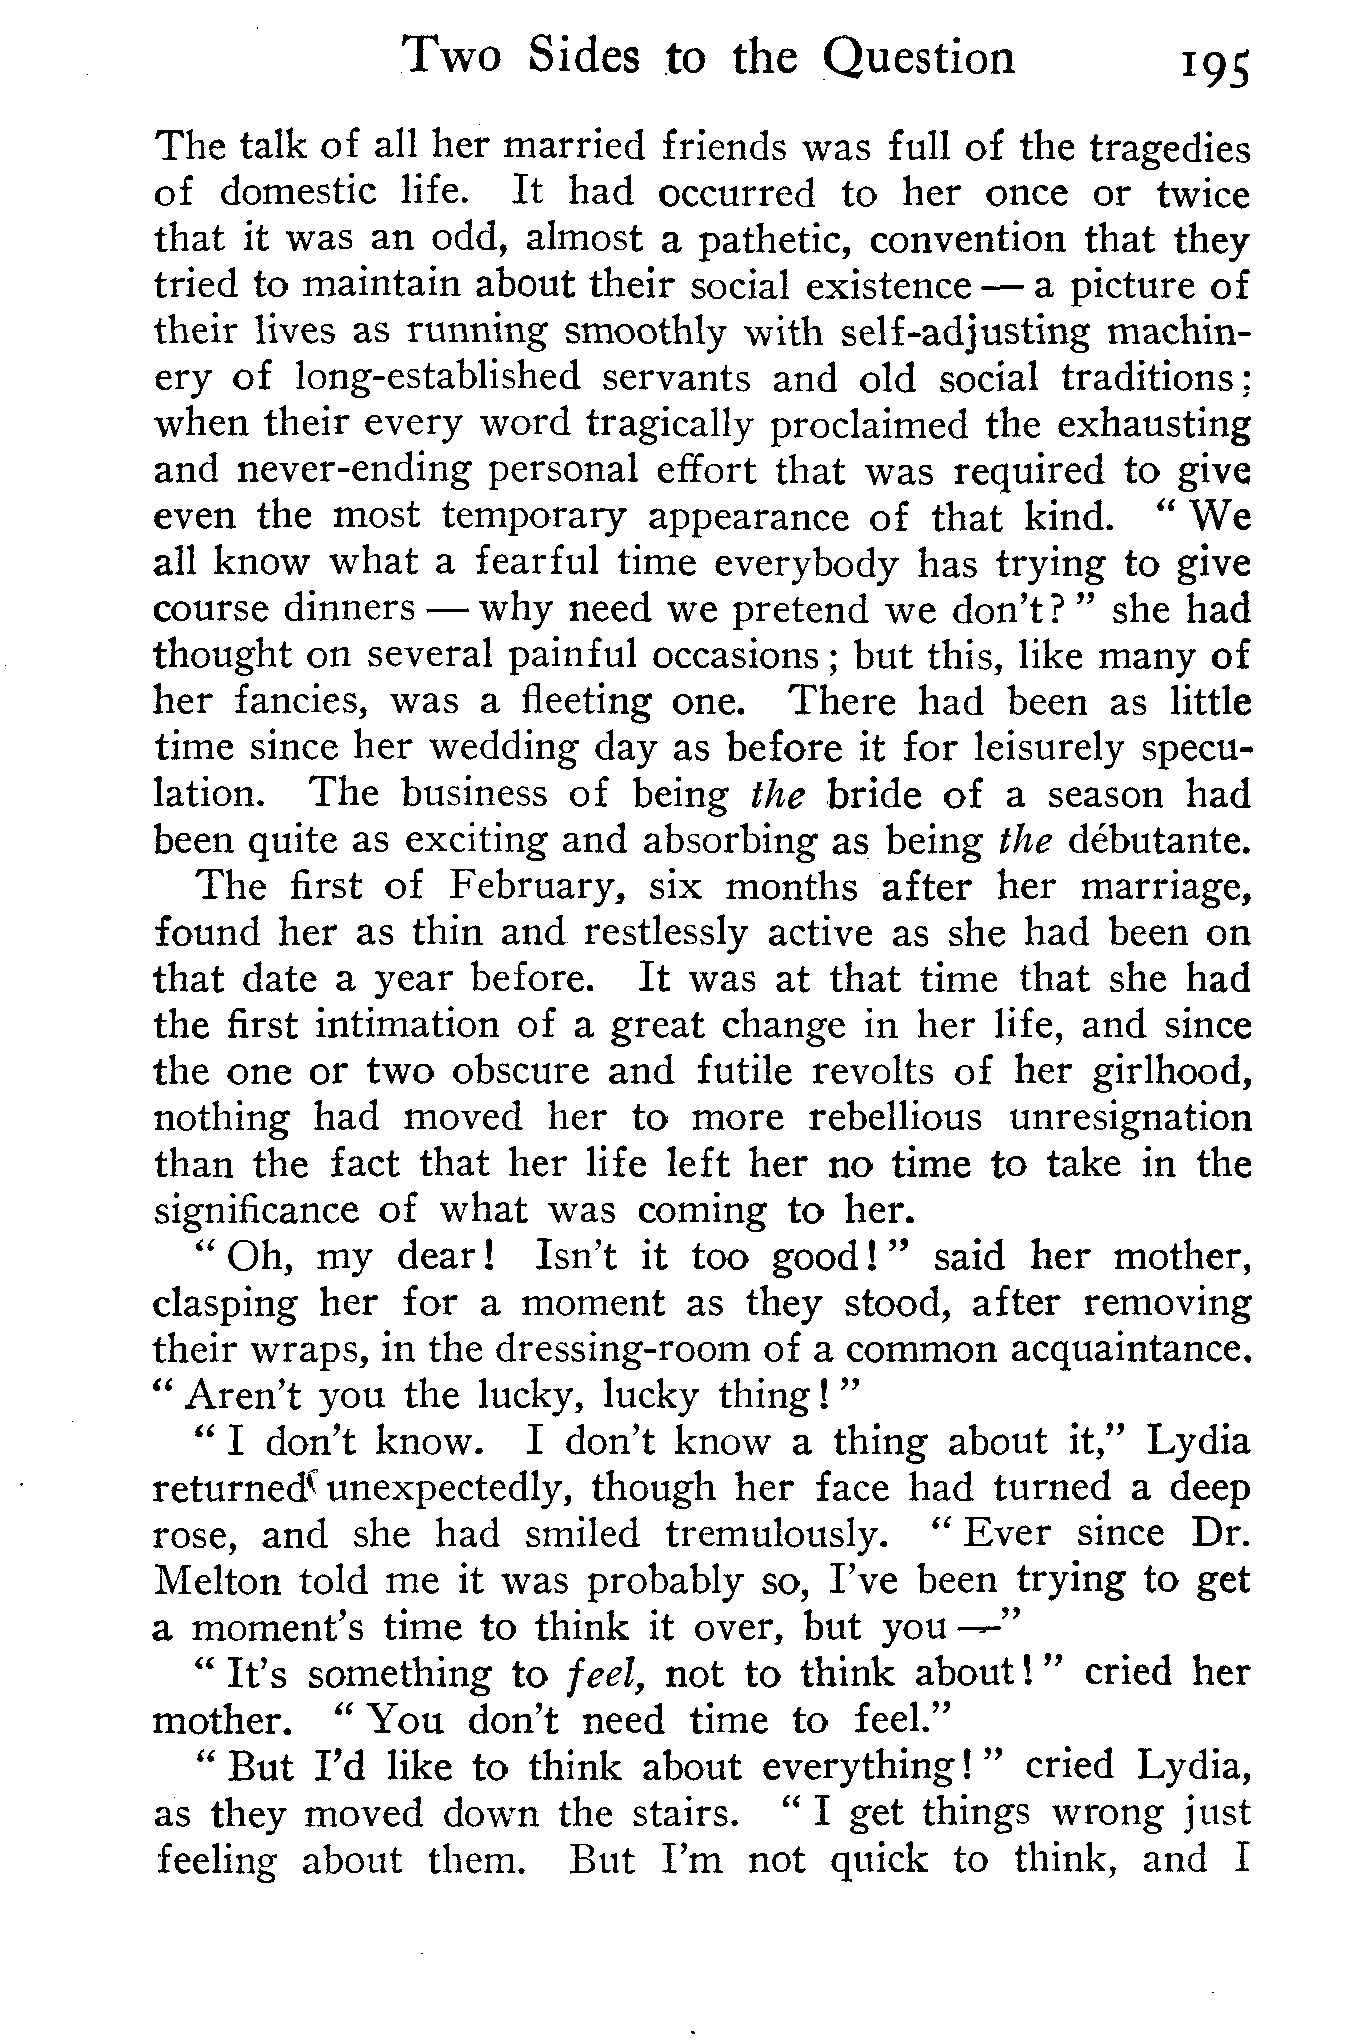 Two Sides to the Question 195
The talk of all her married friends was full of the tragedies
of domestic life. It had occurred to her once or twice
that it was an odd, almost a pathetic, convention that they
tried to maintain about their social existence — a picture of
their lives as running smoothly with self-adjusting machin-
ery of long-established servants and old social traditions;
when their every word tragically proclaimed the exhausting
and never-ending personal effort that was required to give
even the most temporary appearance of that kind. “ We
all know what a fearful time everybody has trying to give
course dinners — why need we pretend we don't? ” she had
thought on several painful occasions; but this, like many of
her fancies, was a fleeting one. There had been as little
time since her wedding day as before it for leisurely specu-
lation. The business of being the bride of a season had
been quite as exciting and absorbing as being the débutante.
The first of February, six months after her marriage,
found her as thin and restlessly active as she had been on
that date a year before. It was at that time that she had
the first intimation of a great change in her life, and since
the one or two obscure and futile revolts of her girlhood,
nothing had moved her to more rebellious unresignation
than the fact that her life left her no time to take in the
significance of what was coming to her.
“ Oh, my dear! Isn't it too good! ” said her mother,
clasping her for a moment as they stood, after removing
their wraps, in the dressing-room of a common acquaintance.
“ Aren't you the lucky, lucky thing! ”
“ I don't know. I don't know a thing about it,” Lydia
returned unexpectedly, though her face had turned a deep
rose, and she had smiled tremulously. “ Ever since Dr.
Melton told me it was probably so, I've been trying to get
a moment's time to think it over, but you —”
“ It's something to feel, not to think about! ” cried her
mother. “ You don't need time to feel.”
“ But I'd like to think about everything! ” cried Lydia,
as they moved down the stairs. “ I get things wrong just
feeling about them. But I'm not quick to think, and I